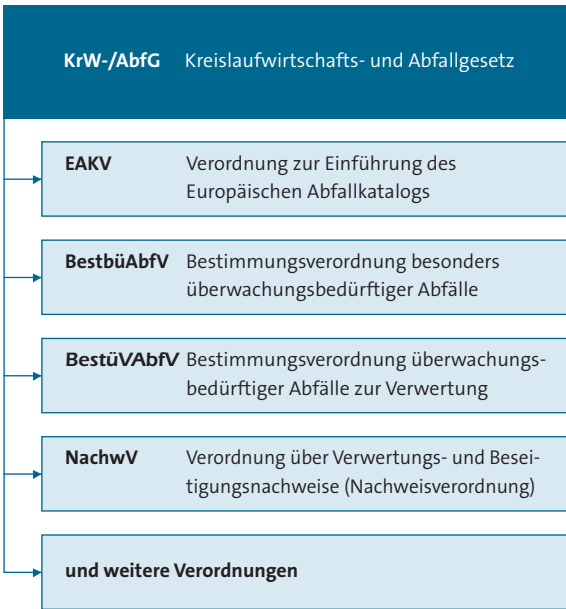 KrW-/AbfG Kreislaufwirtschafts- und Abfallgesetz
EAKV Verordnung zur Einführung des
Europäischen Abfallkatalogs
BestbüAbfV Bestimmungsverordnung besonders
überwachungsbedürftiger Abfälle
BestüVAbfV Bestimmungsverordnung überwachungs-
bedürftiger Abfälle zur Verwertung
NachwV Verordnung über Verwertungs- und Besei-
tigungsnachweise (Nachweisverordnung)
und weitere Verordnungen